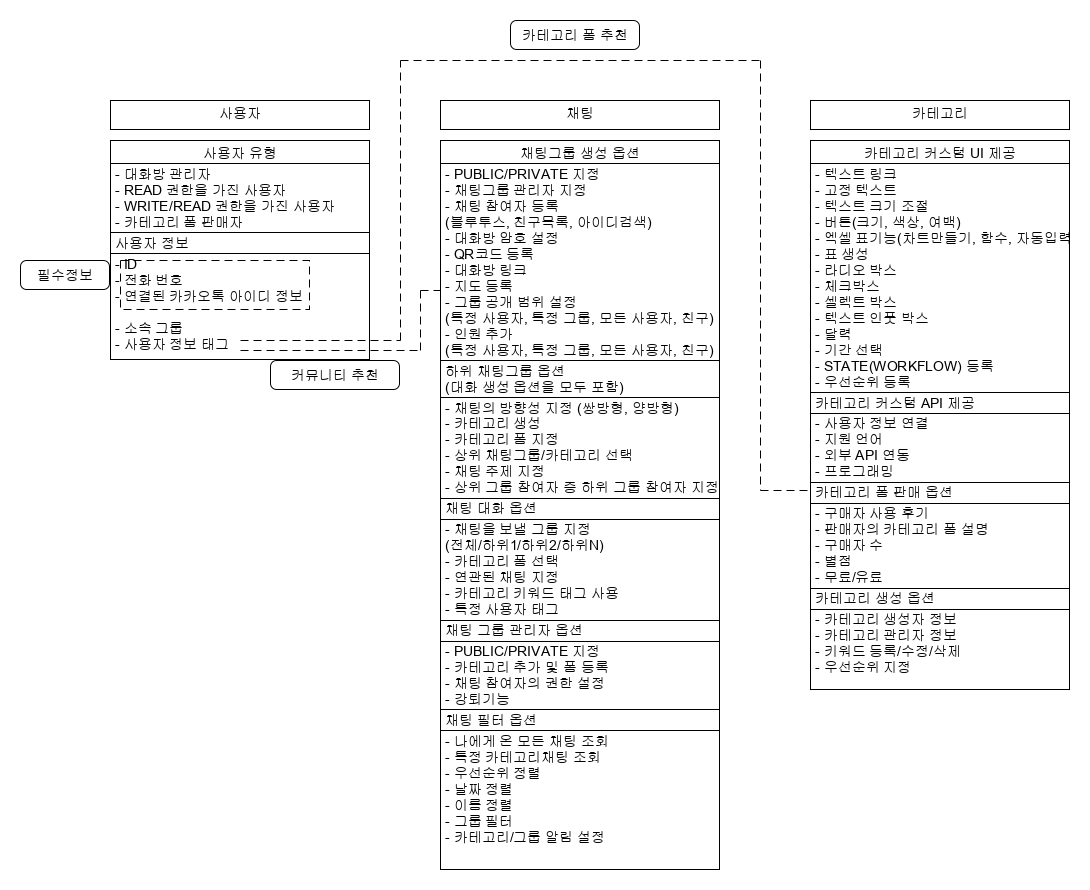 카테고리 폼 추천
사용자
사용자 유형
- 대화방 관리자
- READ 권한을 가진 사용자
- WRITE/READ 권한을 가진 사용자
- 카테고리 폼 판매자
사용자 정보
필수정보
- ID
- 전화 번호
- 연결된 카카오톡 아이디 정보
- 소속 그룹
- 사용자 정보 태그
커뮤니티 추천
채팅
채팅그룹 생성 옵션
- PUBLIC/PRIVATE 지정
- 채팅그룹 관리자 지정
- 채팅 참여자 등록
(블루투스, 친구목록, 아이디검색)
- 대화방 암호 설정
- QR코드 등록
- 대화방 링크
- 지도 등록
- 그룹 공개 범위 설정
(특정 사용자, 특정 그룹, 모든 사용자, 친구)
- 인원 추가
(특정 사용자, 특정 그룹, 모든 사용자, 친구)
하위 채팅그룹 옵션
(대화 생성 옵션을 모두 포함)
- 채팅의 방향성 지정 (쌍방형, 양방형)
- 카테고리 생성
- 카테고리 폼 지정
- 상위 채팅그룹/카테고리 선택
- 채팅 주제 지정
- 상위 그룹 참여자 중 하위 그룹 참여자 지정
채팅 대화 옵션
- 채팅을 보낼 그룹 지정
(전체/하위1/하위2/하위N)
- 카테고리 폼 선택
- 연관된 채팅 지정
- 카테고리 키워드 태그 사용
- 특정 사용자 태그
채팅 그룹 관리자 옵션
- PUBLIC/PRIVATE 지정
- 카테고리 추가 및 폼 등록
- 채팅 참여자의 권한 설정
- 강퇴기능
채팅 필터 옵션
- 나에게 온 모든 채팅 조회
- 특정 카테고리채팅 조회
- 우선순위 정렬
- 날짜 정렬
- 이름 정렬
- 그룹 필터
- 카테고리/그룹 알림 설정
카테고리
카테고리 커스텀 UI 제공
- 텍스트 링크
- 고정 텍스트
- 텍스트 크기 조절
- 버튼(크기, 색상, 여백)
- 엑셀 표기능(차트만들기, 함수, 자동입력
- 표 생성
- 라디오 박스
- 체크박스
- 셀렉트 박스
- 텍스트 인풋 박스
- 달력
- 기간 선택
- STATE(WORKFLOW) 등록
- 우선순위 등록
카테고리 커스텀 API 제공
- 사용자 정보 연결
- 지원 언어
- 외부 API 연동
- 프로그래밍
카테고리 폼 판매 옵션
- 구매자 사용 후기
- 판매자의 카테고리 폼 설명
- 구매자 수
- 별점
- 무료/유료
카테고리 생성 옵션
- 카테고리 생성자 정보
- 카테고리 관리자 정보
- 키워드 등록/수정/삭제
- 우선순위 지정